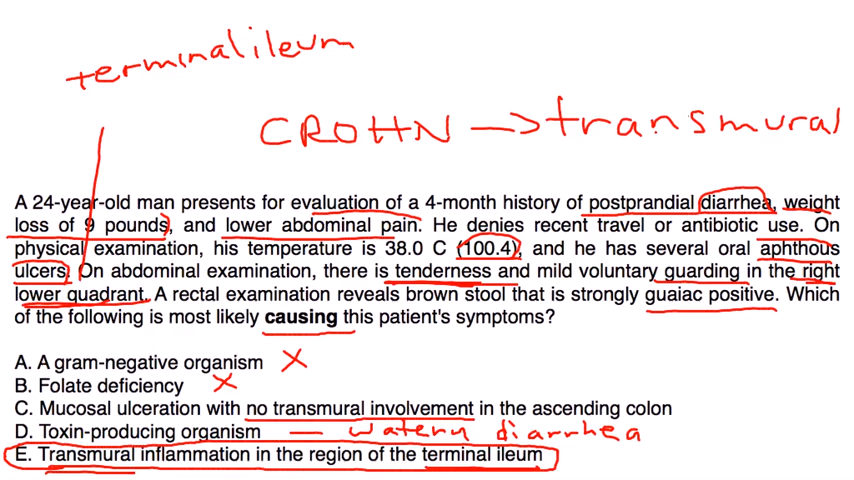 terminal ileum
CROHN → transmural
A 24-year-old man presents for evaluation of a 4-month history of postprandial diarrhea, weight
loss of 9 pounds, and lower abdominal pain. He denies recent travel or antibiotic use. On
physical examination, his temperature is 38.0 C (100.4), and he has several oral aphthous
ulcers. On abdominal examination, there is tenderness and mild voluntary guarding in the right
lower quadrant. A rectal examination reveals brown stool that is strongly guaiac positive. Which
of the following is most likely causing this patient's symptoms?
A. A gram-negative organism X
B. Folate deficiency X
C. Mucosal ulceration with no transmural involvement in the ascending colon
D. Toxin-producing organism — watery diarrhea
E. Transmural inflammation in the region of the terminal ileum